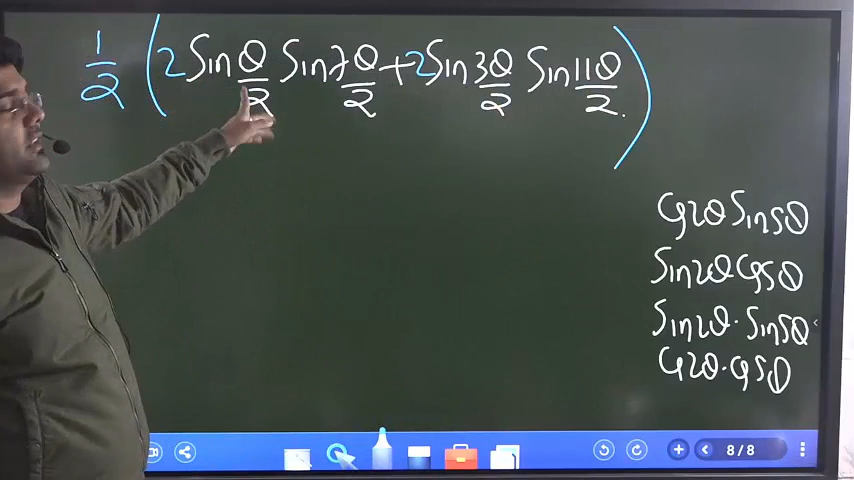 1/2 (2 Sin θ/2 Sin 7θ/2 + 2 Sin 3θ/2 Sin 11θ/2.)
Cos2θ Sin5θ
Sin2θ Cos5θ
Sin2θ · Sin5θ
Cos2θ · Cos5θ
8/8